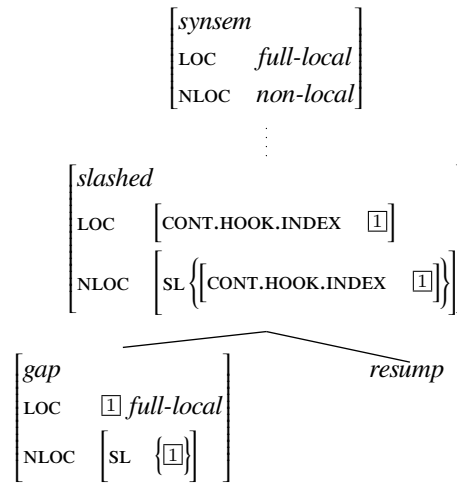 synsem
LOC full-local
NLOC non-local
slashed
LOC [CONT.HOOK.INDEX 1]
NLOC [SL {[CONT.HOOK.INDEX 1]}]
gap
LOC 1 full-local
NLOC [SL {1}]
resump